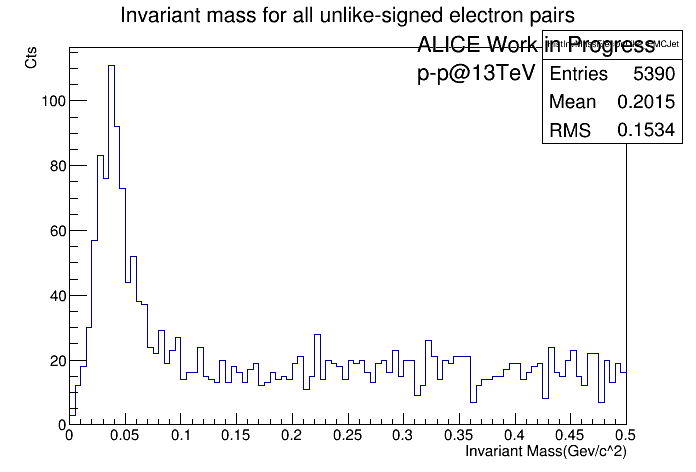 Invariant mass for all unlike-signed electron pairs
Cts
ALICE Work in Progress
p-p@13TeV
Entries 5390
Mean 0.2015
RMS 0.1534
100
80
60
40
20
0
0 0.05 0.1 0.15 0.2 0.25 0.3 0.35 0.4 0.45 0.5
Invariant Mass(Gev/c^2)